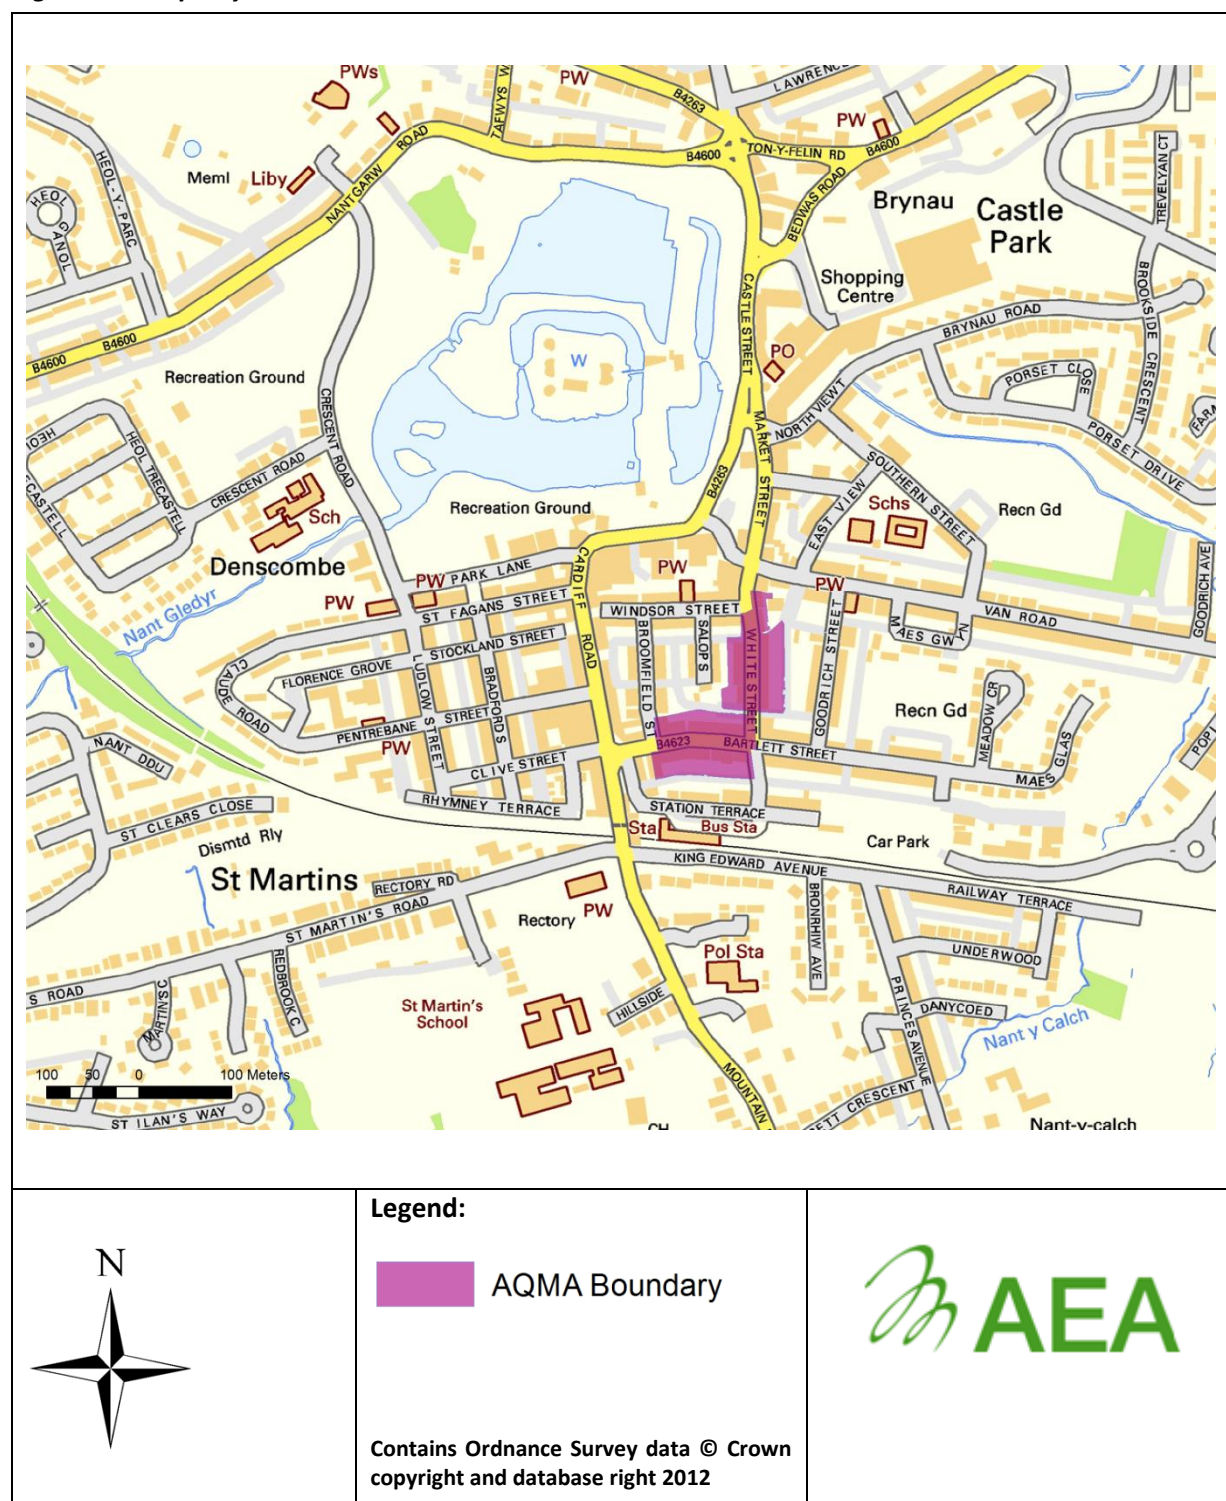 PWs
PW
B4263
LAWRENCE
TAFWYS W
ROAD
NANTGARW
B4600
TON-Y-FELIN RD
B4600
PW
BEDWAS ROAD
Brynau
Castle
Park
TREVELYAN CT
HEOL-Y-PARC
HEOL
GANOL
Meml
Liby
Shopping
Centre
CASTLE STREET
BRYNAU ROAD
BROOKSIDE CRESCENT
B4600
B4600
Recreation Ground
W
PO
PORSET CLOSE
PORSET DRIVE
CRESCENT ROAD
NORTH VIEW T
MARKET STREET
HEOL TRECASTELL
CRESCENT ROAD
Sch
Recreation Ground
B4263
SOUTHERN STREET
EAST VIEW
Schs
Recn Gd
GOODRICH AVE
Denscombe
Nant Gledyr
PW
PW
PARK LANE
ST FAGANS STREET
CARDIFF
ROAD
PW
WINDSOR STREET
PW
VAN ROAD
MAES GWYN
BROOMFIELD ST
SALOP S
WHITE STREET
GOODRICH STREET
STOCKLAND STREET
FLORENCE GROVE
CLAUDE ROAD
LUDLOW STREET
BRADFORD S
PENTREBANE STREET
PW
CLIVE STREET
RHYMNEY TERRACE
B4623
BARTLETT STREET
Recn Gd
MEADOW CR
MAES GLAS
NANT DDU
ST CLEARS CLOSE
Dismtd Rly
STATION TERRACE
Sta
Bus Sta
Car Park
KING EDWARD AVENUE
RAILWAY TERRACE
St Martins
RECTORY RD
ST MARTIN'S ROAD
Rectory
PW
BRONRHIW AVE
UNDERWOOD
Pol Sta
S ROAD
REDBROOK C
MARTIN'S C
St Martin's
School
HILLSIDE
PRINCES AVENUE
DANYCOED
Nant y Calch
MOUNTAIN
ETT CRESCENT
100 50 0 100 Meters
ST ILAN'S WAY
Nant-y-calch
N
Legend:
AQMA Boundary
Contains Ordnance Survey data © Crown
copyright and database right 2012
AEA